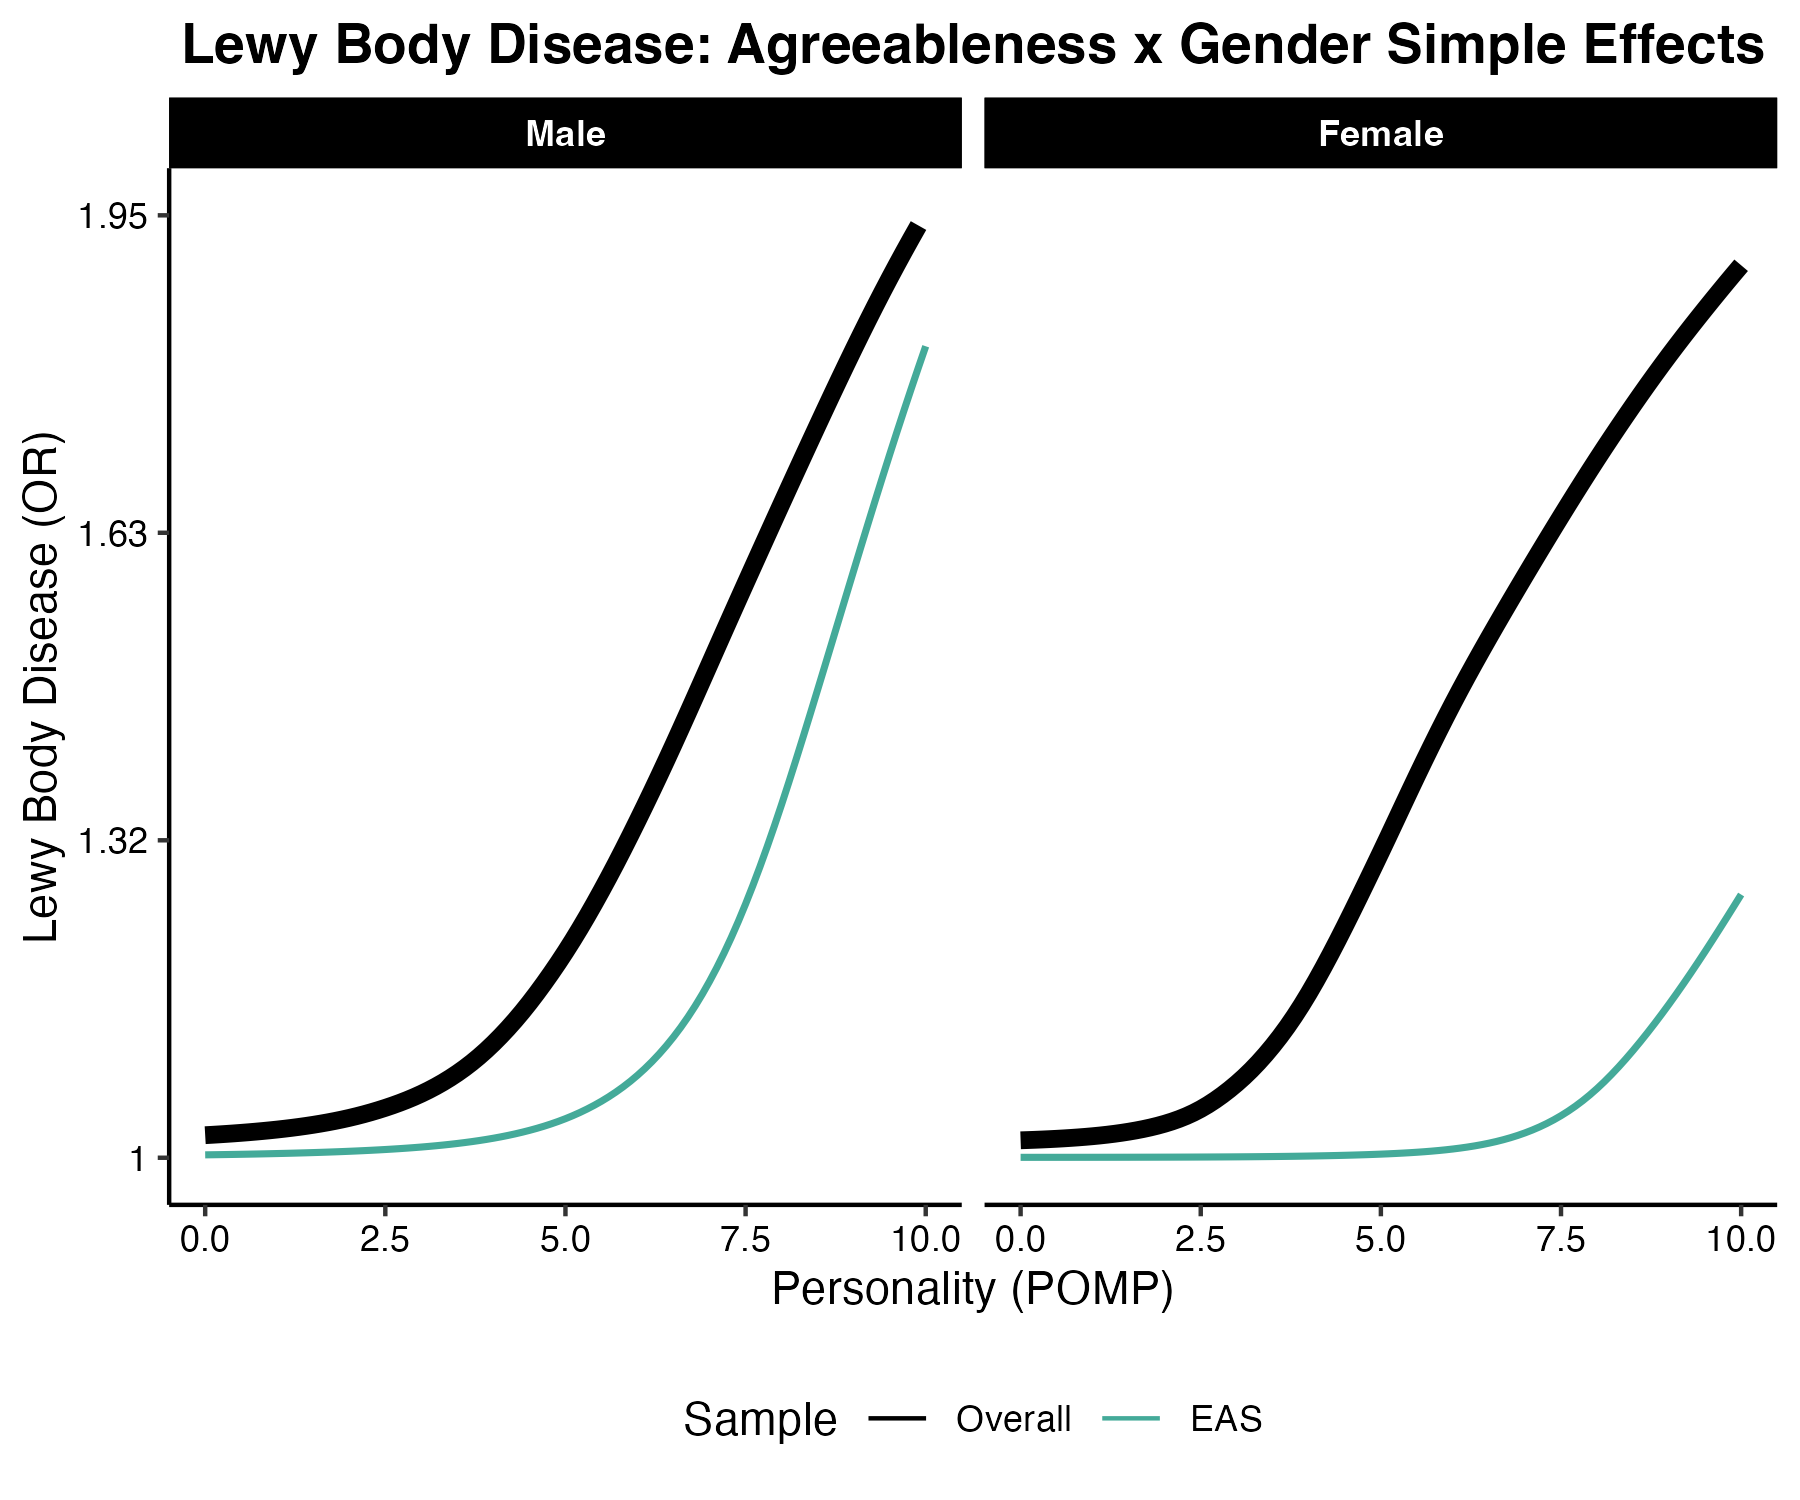 Lewy Body Disease: Agreeableness x Gender Simple Effects
Male
Female
Lewy Body Disease (OR)
1.95
1.63
1.32
1
0.0 2.5 5.0 7.5 10.0
0.0 2.5 5.0 7.5 10.0
Personality (POMP)
Sample Overall EAS